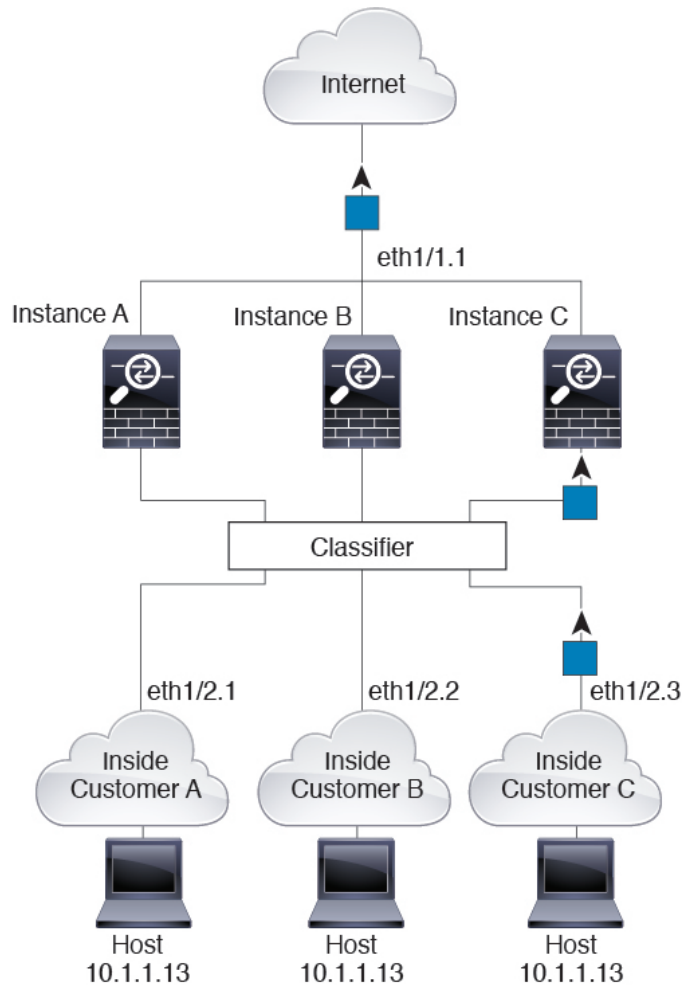 Internet
eth1/1.1
Instance A
Instance B
Instance C
Classifier
eth1/2.1
eth1/2.2
eth1/2.3
Inside
Customer A
Inside
Customer B
Inside
Customer C
Host
10.1.1.13
Host
10.1.1.13
Host
10.1.1.13